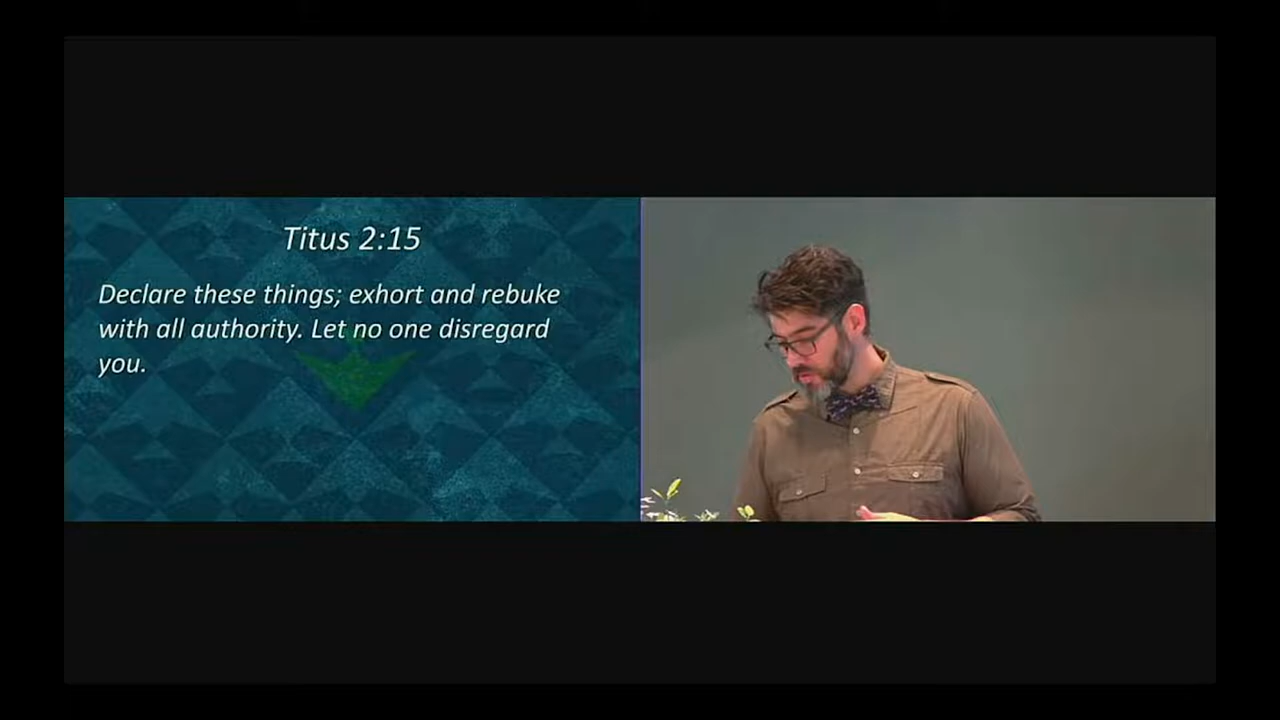 Titus 2:15
Declare these things; exhort and rebuke
with all authority. Let no one disregard
you.